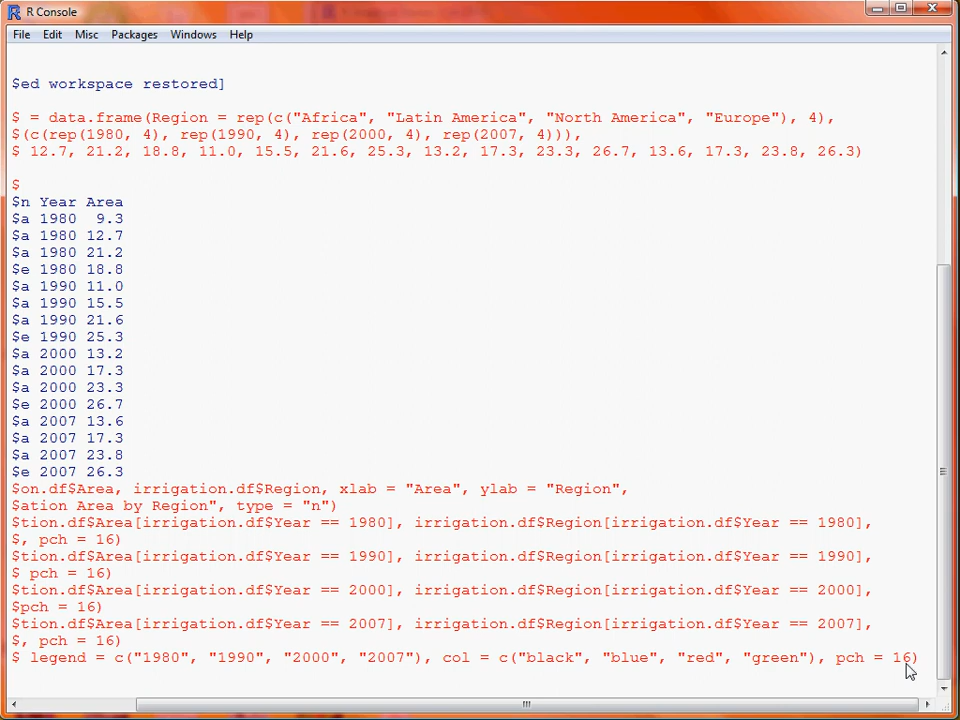 R Console
File Edit Misc Packages Windows Help
$ed workspace restored]
$ = data.frame(Region = rep(c("Africa", "Latin America", "North America", "Europe"), 4),
$(c(rep(1980, 4), rep(1990, 4), rep(2000, 4), rep(2007, 4))),
$ 12.7, 21.2, 18.8, 11.0, 15.5, 21.6, 25.3, 13.2, 17.3, 23.3, 26.7, 13.6, 17.3, 23.8, 26.3)
$
$n Year Area
$a 1980 9.3
$a 1980 12.7
$a 1980 21.2
$e 1980 18.8
$a 1990 11.0
$a 1990 15.5
$a 1990 21.6
$e 1990 25.3
$a 2000 13.2
$a 2000 17.3
$a 2000 23.3
$e 2000 26.7
$a 2007 13.6
$a 2007 17.3
$a 2007 23.8
$e 2007 26.3
$on.df$Area, irrigation.df$Region, xlab = "Area", ylab = "Region",
$ation Area by Region", type = "n")
$tion.df$Area[irrigation.df$Year == 1980], irrigation.df$Region[irrigation.df$Year == 1980],
$, pch = 16)
$tion.df$Area[irrigation.df$Year == 1990], irrigation.df$Region[irrigation.df$Year == 1990],
$ pch = 16)
$tion.df$Area[irrigation.df$Year == 2000], irrigation.df$Region[irrigation.df$Year == 2000],
$pch = 16)
$tion.df$Area[irrigation.df$Year == 2007], irrigation.df$Region[irrigation.df$Year == 2007],
$, pch = 16)
$ legend = c("1980", "1990", "2000", "2007"), col = c("black", "blue", "red", "green"), pch = 16)